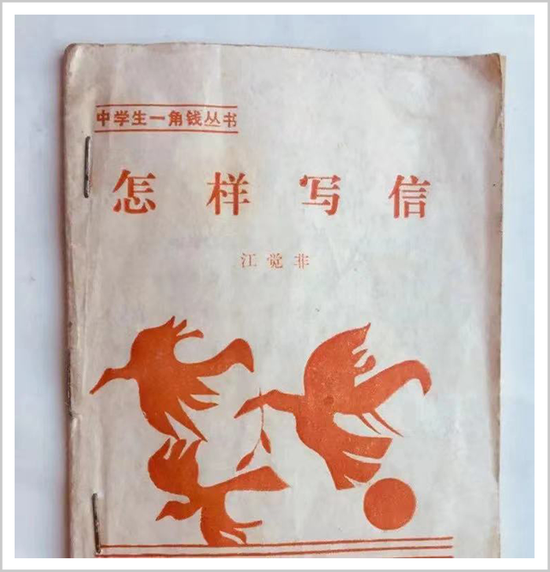 中学生一角钱丛书
怎样写信
江觉非